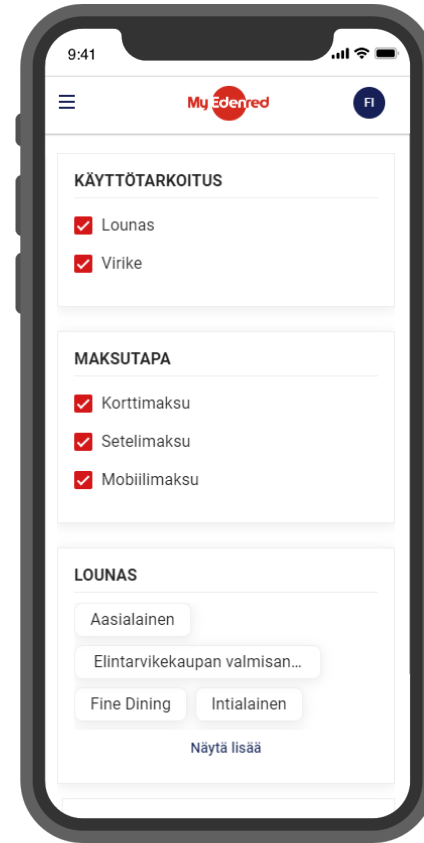 9:41
My Edenred
FI
KÄYTTÖTARKOITUS
Lounas
Virike
MAKSUTAPA
Korttimaksu
Setelimaksu
Mobiilimaksu
LOUNAS
Aasialainen
Elintarvikekaupan valmisan...
Fine Dining Intialainen
Näytä lisää